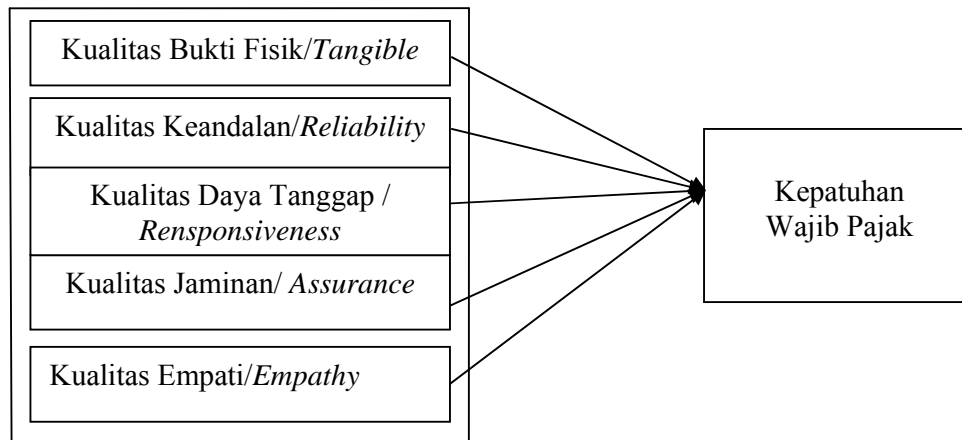 Kualitas Bukti Fisik/Tangible
Kualitas Keandalan/Reliability
Kualitas Daya Tanggap /
Rensponsiveness
Kualitas Jaminan/ Assurance
Kualitas Empati/Empathy
Kepatuhan
Wajib Pajak